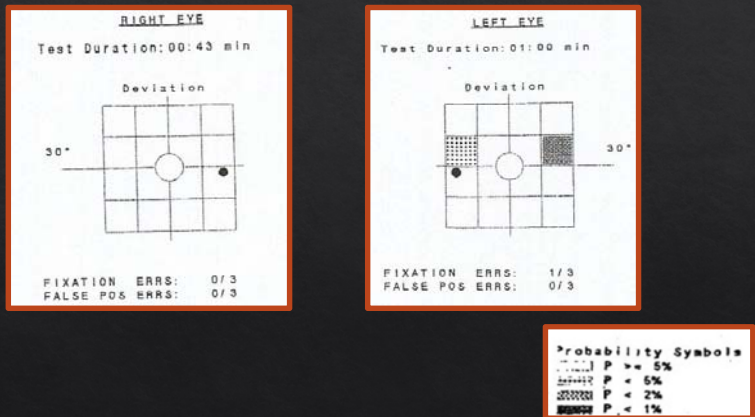 RIGHT EYE
Test Duration:00:43 min
Deviation
30°
FIXATION ERRS: 0/3
FALSE POS ERRS: 0/3
LEFT EYE
Test Duration:01:00 min
Deviation
30°
FIXATION ERRS: 1/3
FALSE POS ERRS: 0/3
Probability Symbols
P >= 5%
P < 5%
P < 2%
P < 1%